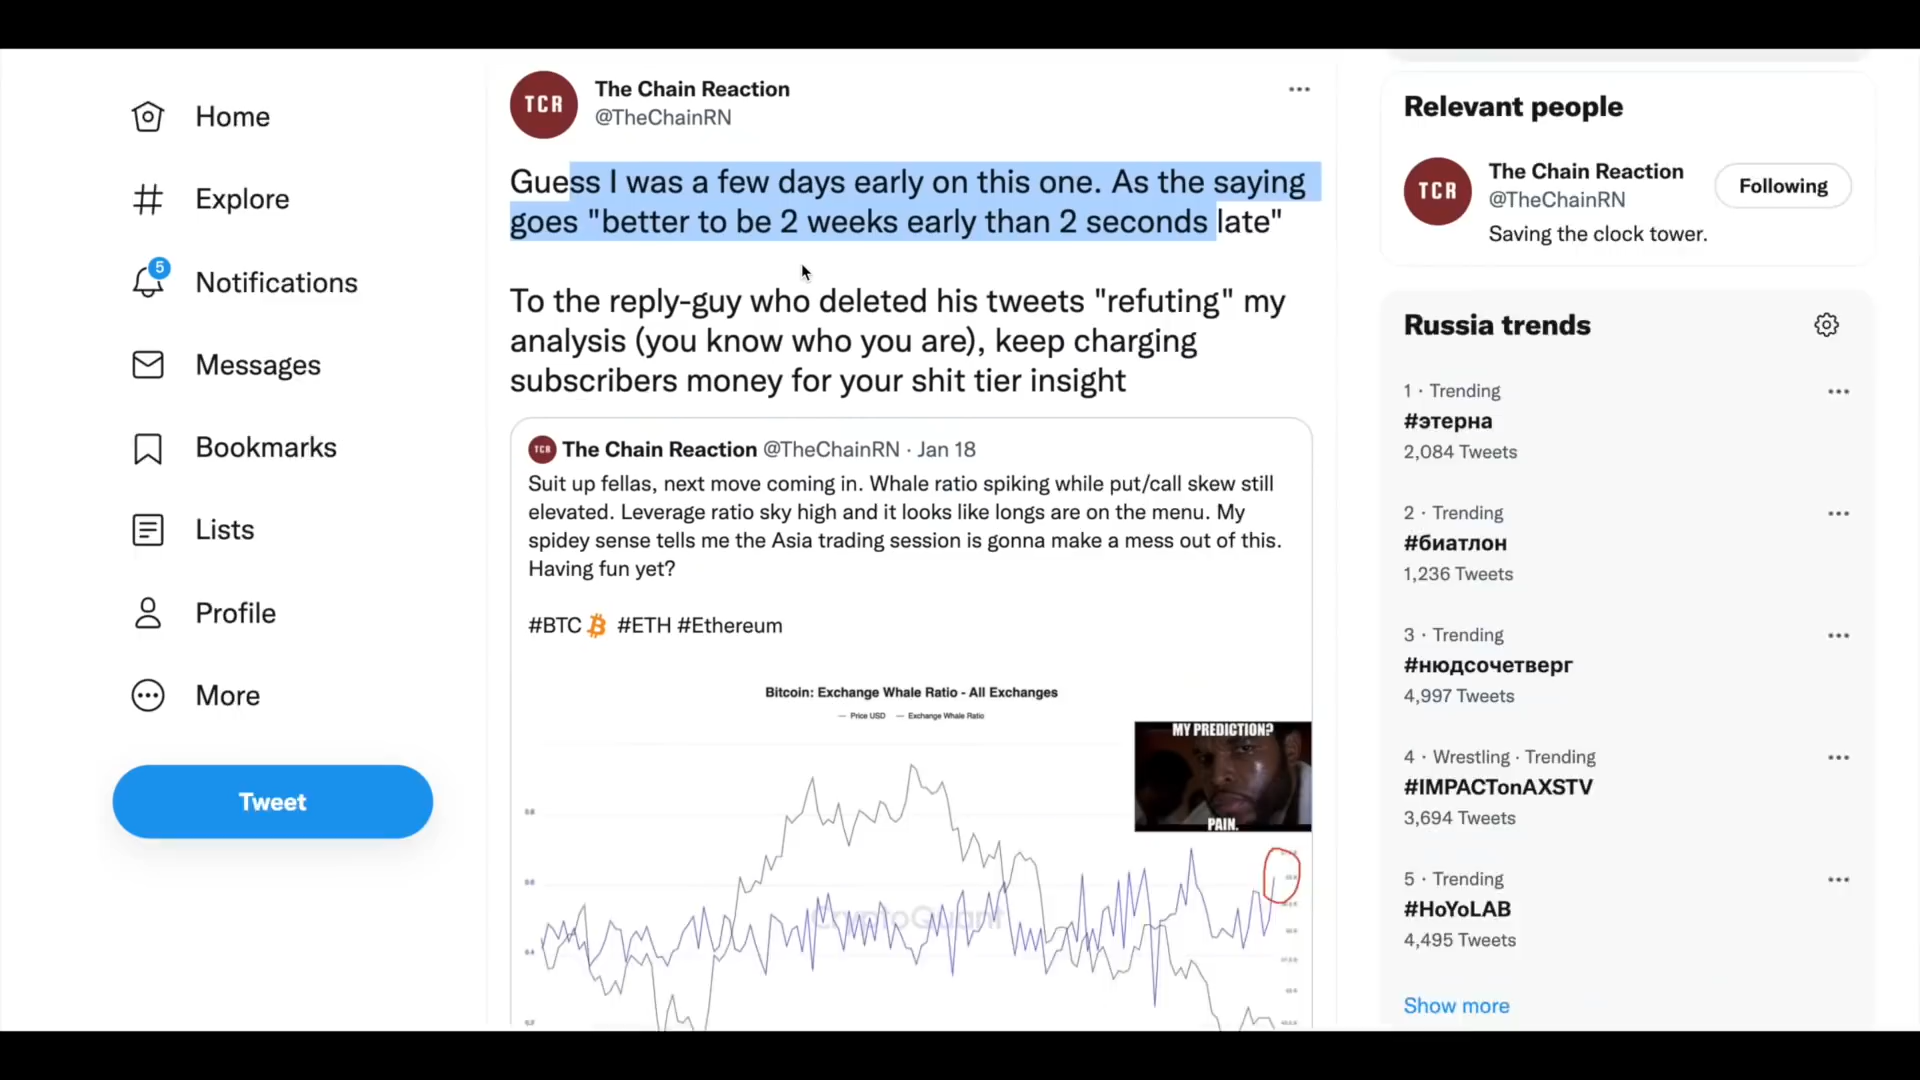 Home
Explore
5
Notifications
Messages
Bookmarks
Lists
Profile
More
Tweet
TCR
The Chain Reaction
@TheChainRN
Guess I was a few days early on this one. As the saying
goes "better to be 2 weeks early than 2 seconds late"
To the reply-guy who deleted his tweets "refuting" my
analysis (you know who you are), keep charging
subscribers money for your shit tier insight
TCR The Chain Reaction @TheChainRN · Jan 18
Suit up fellas, next move coming in. Whale ratio spiking while put/call skew still
elevated. Leverage ratio sky high and it looks like longs are on the menu. My
spidey sense tells me the Asia trading session is gonna make a mess out of this.
Having fun yet?
#BTC #ETH #Ethereum
Bitcoin: Exchange Whale Ratio - All Exchanges
Price USD Exchange Whale Ratio
MY PREDICTION?
PAIN.
CryptoQuant
Relevant people
TCR
The Chain Reaction
@TheChainRN
Following
Saving the clock tower.
Russia trends
1 · Trending
#этерна
2,084 Tweets
2 · Trending
#биатлон
1,236 Tweets
3 · Trending
#нюдсочетверг
4,997 Tweets
4 · Wrestling · Trending
#IMPACTonAXSTV
3,694 Tweets
5 · Trending
#HoYoLAB
4,495 Tweets
Show more